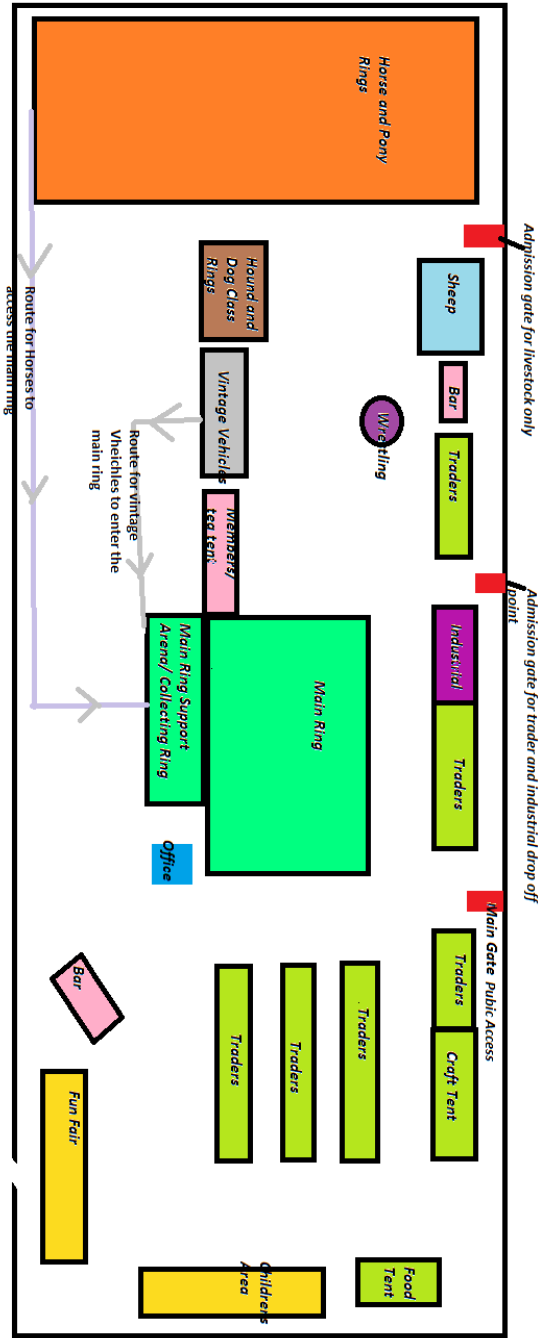 Admission gate for livestock only
Admission gate for trader and industrial drop off
point
Main Gate Pubic Access
Horse and Pony
Rings
Sheep
Bar
Traders
Industrial
Traders
Traders
Craft Tent
Wrestling
Hound and
Dog Class
Rings
Vintage Vehicles
Members/
tea tent
Main Ring
Main Ring Support
Arena/ Collecting Ring
Office
Route for vintage
Vheichles to enter the
main ring
Route for Horses to
access the main ring
. Traders
Traders
Traders
Bar
Fun Fair
Food
Tent
Childrens
Area